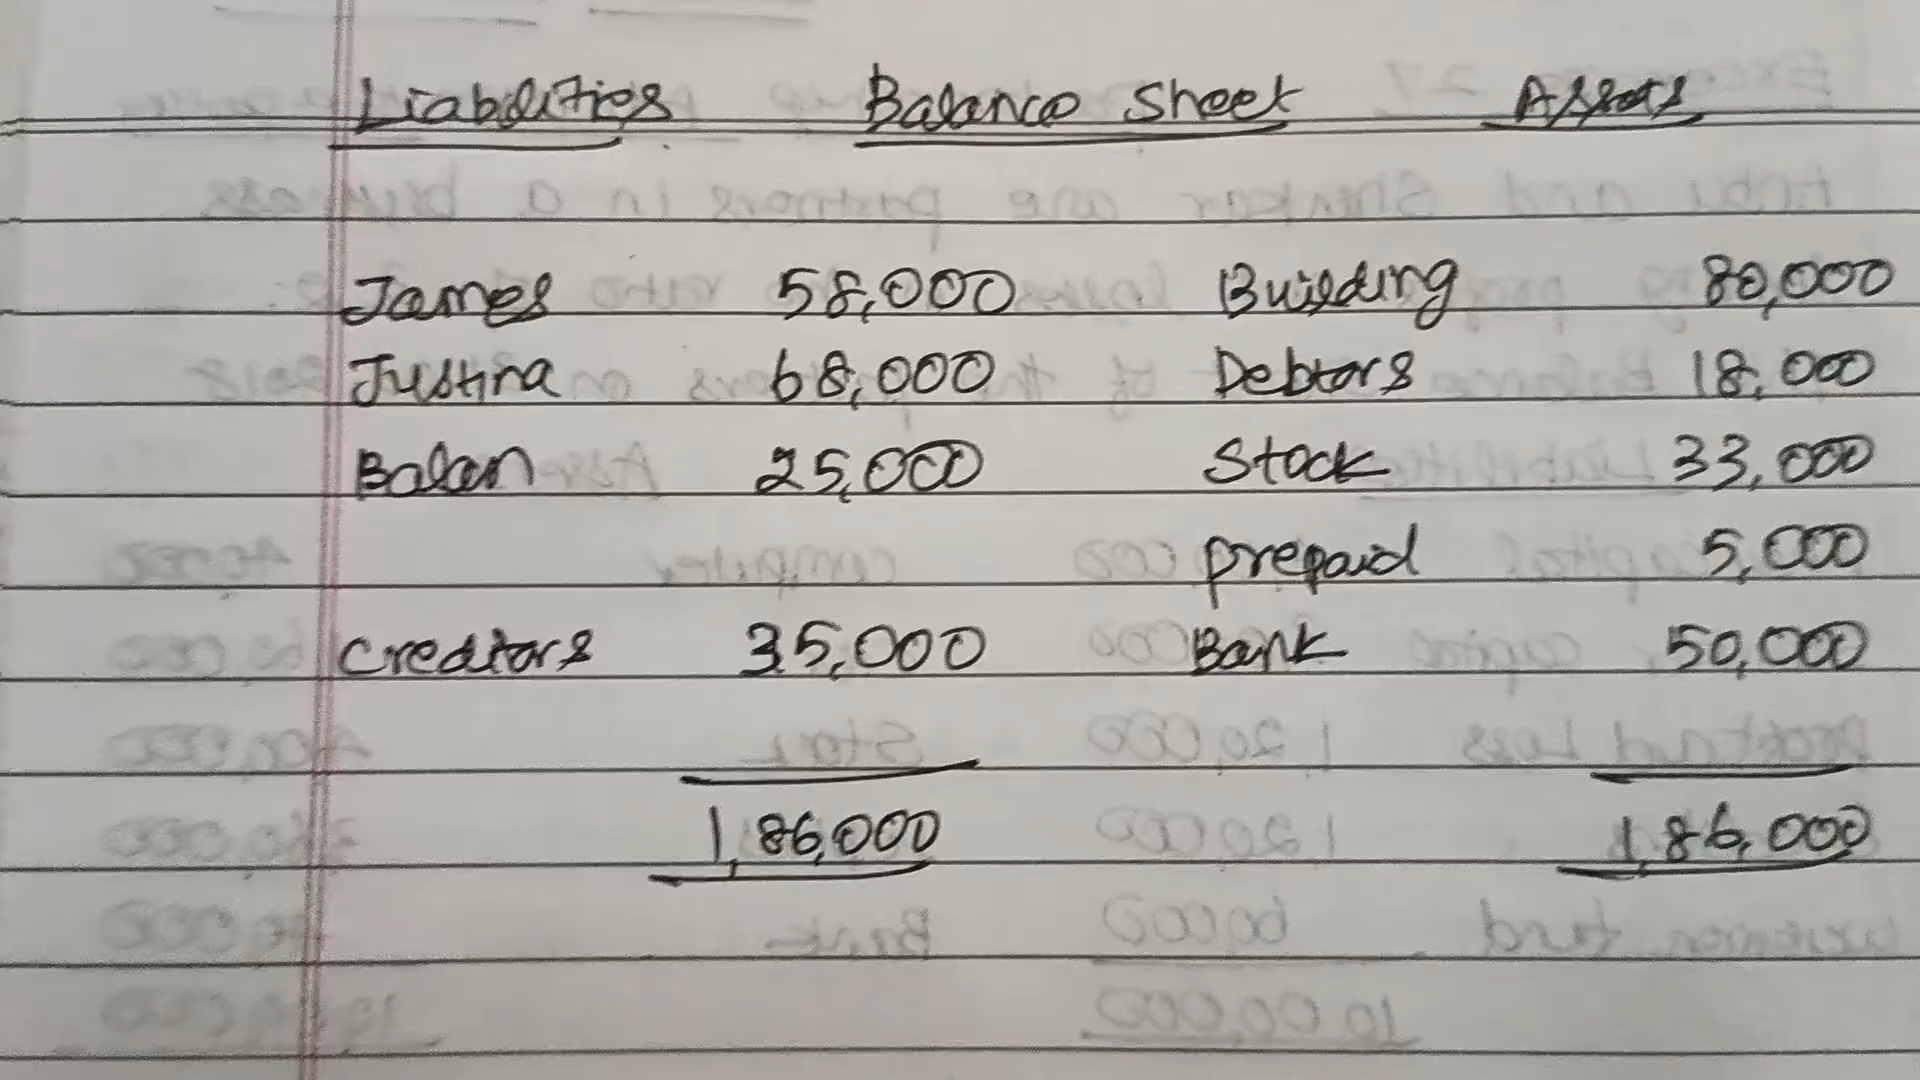 Liabilities Balance Sheet Assets
James 58,000 Building 80,000
Justina 68,000 Debtors 18,000
Balan 25,000 Stock 33,000
prepaid 5,000
creditors 35,000 Bank 50,000
1,86,000 1,86,000